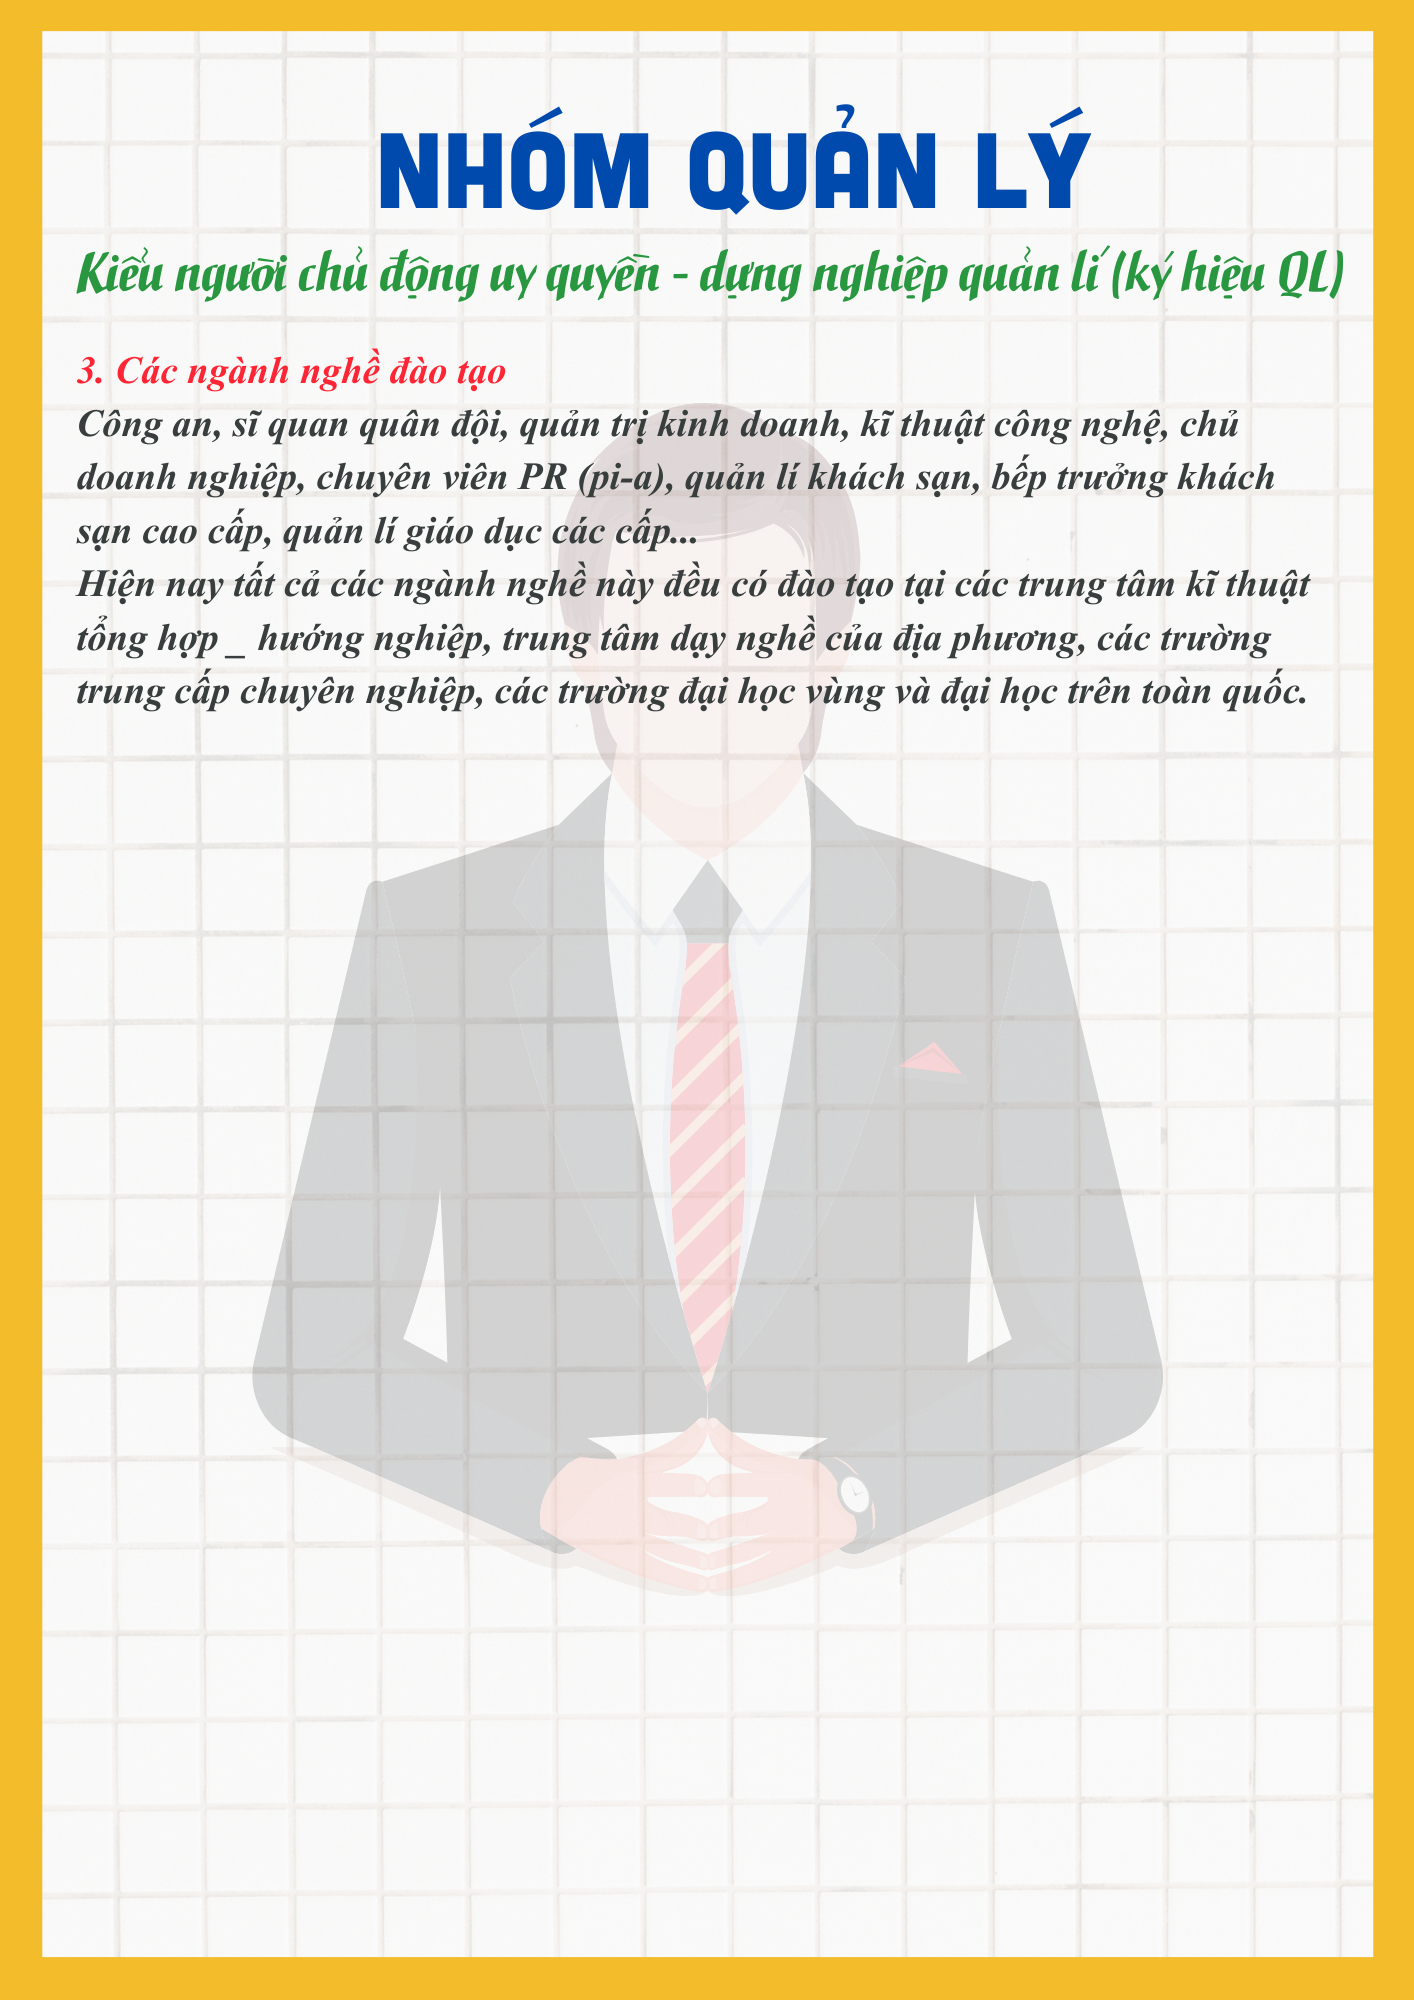 NHÓM QUẢN LÝ
Kiểu người chủ động uy quyền - dựng nghiệp quản lí (ký hiệu QL)
3. Các ngành nghề đào tạo
Công an, sĩ quan quân đội, quản trị kinh doanh, kĩ thuật công nghệ, chủ
doanh nghiệp, chuyên viên PR (pi-a), quản lí khách sạn, bếp trưởng khách
sạn cao cấp, quản lí giáo dục các cấp...
Hiện nay tất cả các ngành nghề này đều có đào tạo tại các trung tâm kĩ thuật
tổng hợp _ hướng nghiệp, trung tâm dạy nghề của địa phương, các trường
trung cấp chuyên nghiệp, các trường đại học vùng và đại học trên toàn quốc.